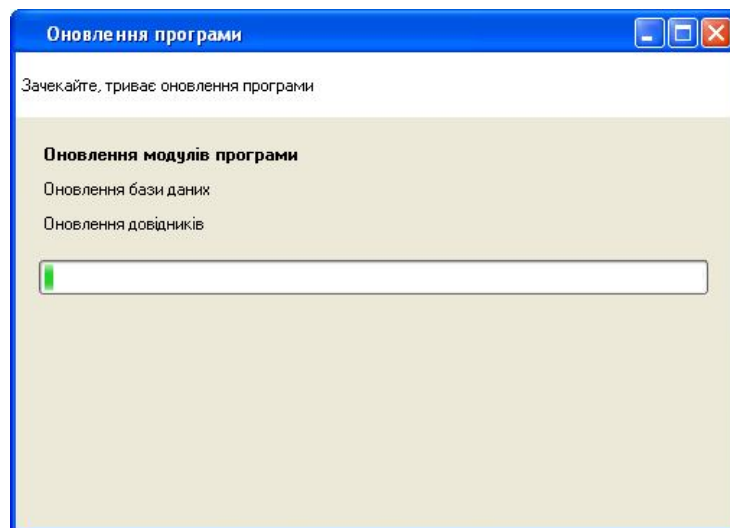 Оновлення програми
Зачекайте, триває оновлення програми
Оновлення модулів програми
Оновлення бази даних
Оновлення довідників